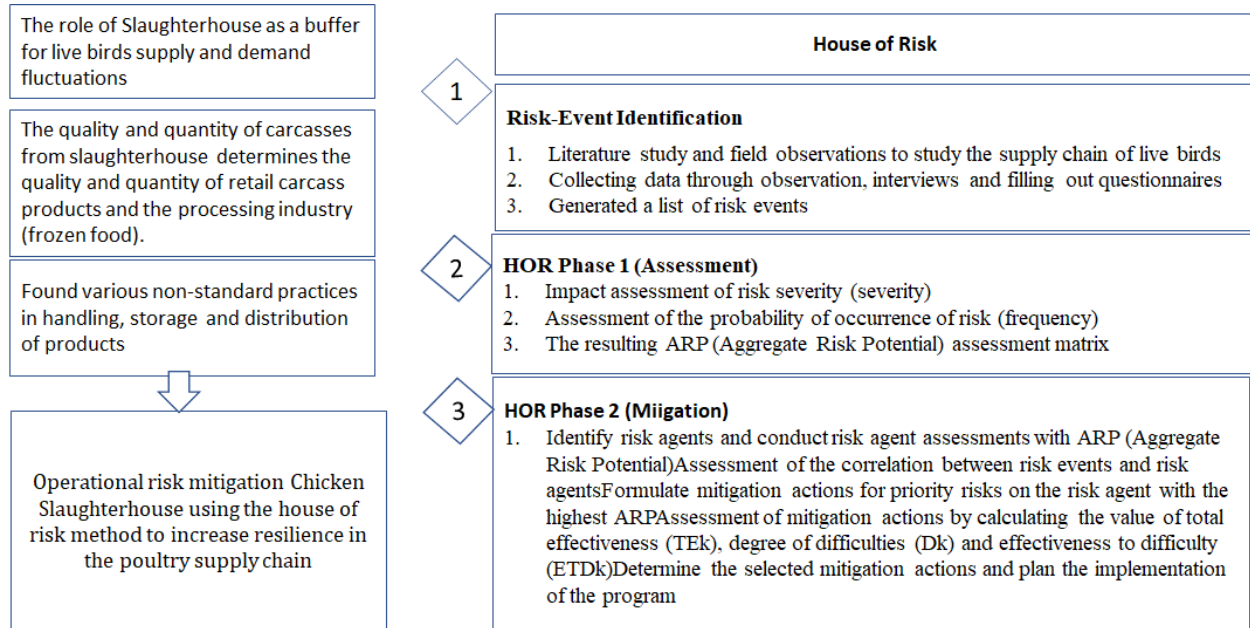 The role of Slaughterhouse as a buffer
for live birds supply and demand
fluctuations
The quality and quantity of carcasses
from slaughterhouse determines the
quality and quantity of retail carcass
products and the processing industry
(frozen food).
Found various non-standard practices
in handling, storage and distribution
of products
Operational risk mitigation Chicken
Slaughterhouse using the house of
risk method to increase resilience in
the poultry supply chain
House of Risk
1
Risk-Event Identification
1. Literature study and field observations to study the supply chain of live birds
2. Collecting data through observation, interviews and filling out questionnaires
3. Generated a list of risk events
2
HOR Phase 1 (Assessment)
1. Impact assessment of risk severity (severity)
2. Assessment of the probability of occurrence of risk (frequency)
3. The resulting ARP (Aggregate Risk Potential) assessment matrix
3
HOR Phase 2 (Miigation)
1. Identify risk agents and conduct risk agent assessments with ARP (Aggregate
Risk Potential)Assessment of the correlation between risk events and risk
agentsFormulate mitigation actions for priority risks on the risk agent with the
highest ARPAssessment of mitigation actions by calculating the value of total
effectiveness (TEk), degree of difficulties (Dk) and effectiveness to difficulty
(ETDk)Determine the selected mitigation actions and plan the implementation
of the program